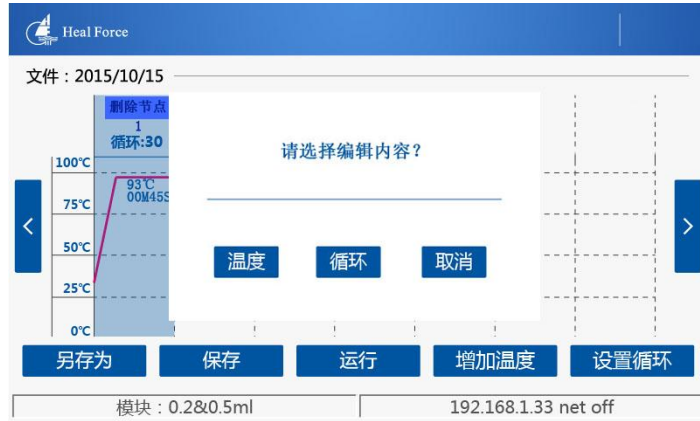 Heal Force
文件：2015/10/15
删除节点
1
循环:30
100℃
93℃
00M45S
75℃
50℃
25℃
0℃
请选择编辑内容？
温度 循环 取消
另存为 保存 运行 增加温度 设置循环
模块：0.2&0.5ml 192.168.1.33 net off